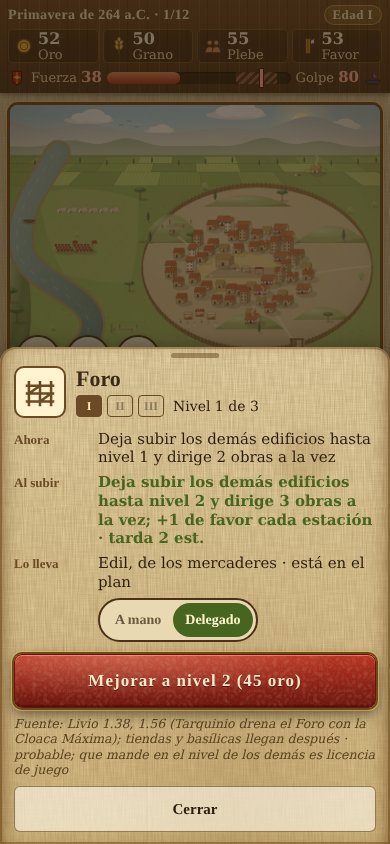 Primavera de 264 a.C. · 1/12
Edad I
52
Oro
50
Grano
55
Plebe
53
Favor
Fuerza 38
Golpe 80
Foro
I II III Nivel 1 de 3
Ahora
Deja subir los demás edificios hasta
nivel 1 y dirige 2 obras a la vez
Al subir
Deja subir los demás edificios
hasta nivel 2 y dirige 3 obras a
la vez; +1 de favor cada estación
· tarda 2 est.
Lo lleva
Edil, de los mercaderes · está en el
plan
A mano
Delegado
Mejorar a nivel 2 (45 oro)
Fuente: Livio 1.38, 1.56 (Tarquinio drena el Foro con la
Cloaca Máxima); tiendas y basílicas llegan después ·
probable; que mande en el nivel de los demás es licencia
de juego
Cerrar